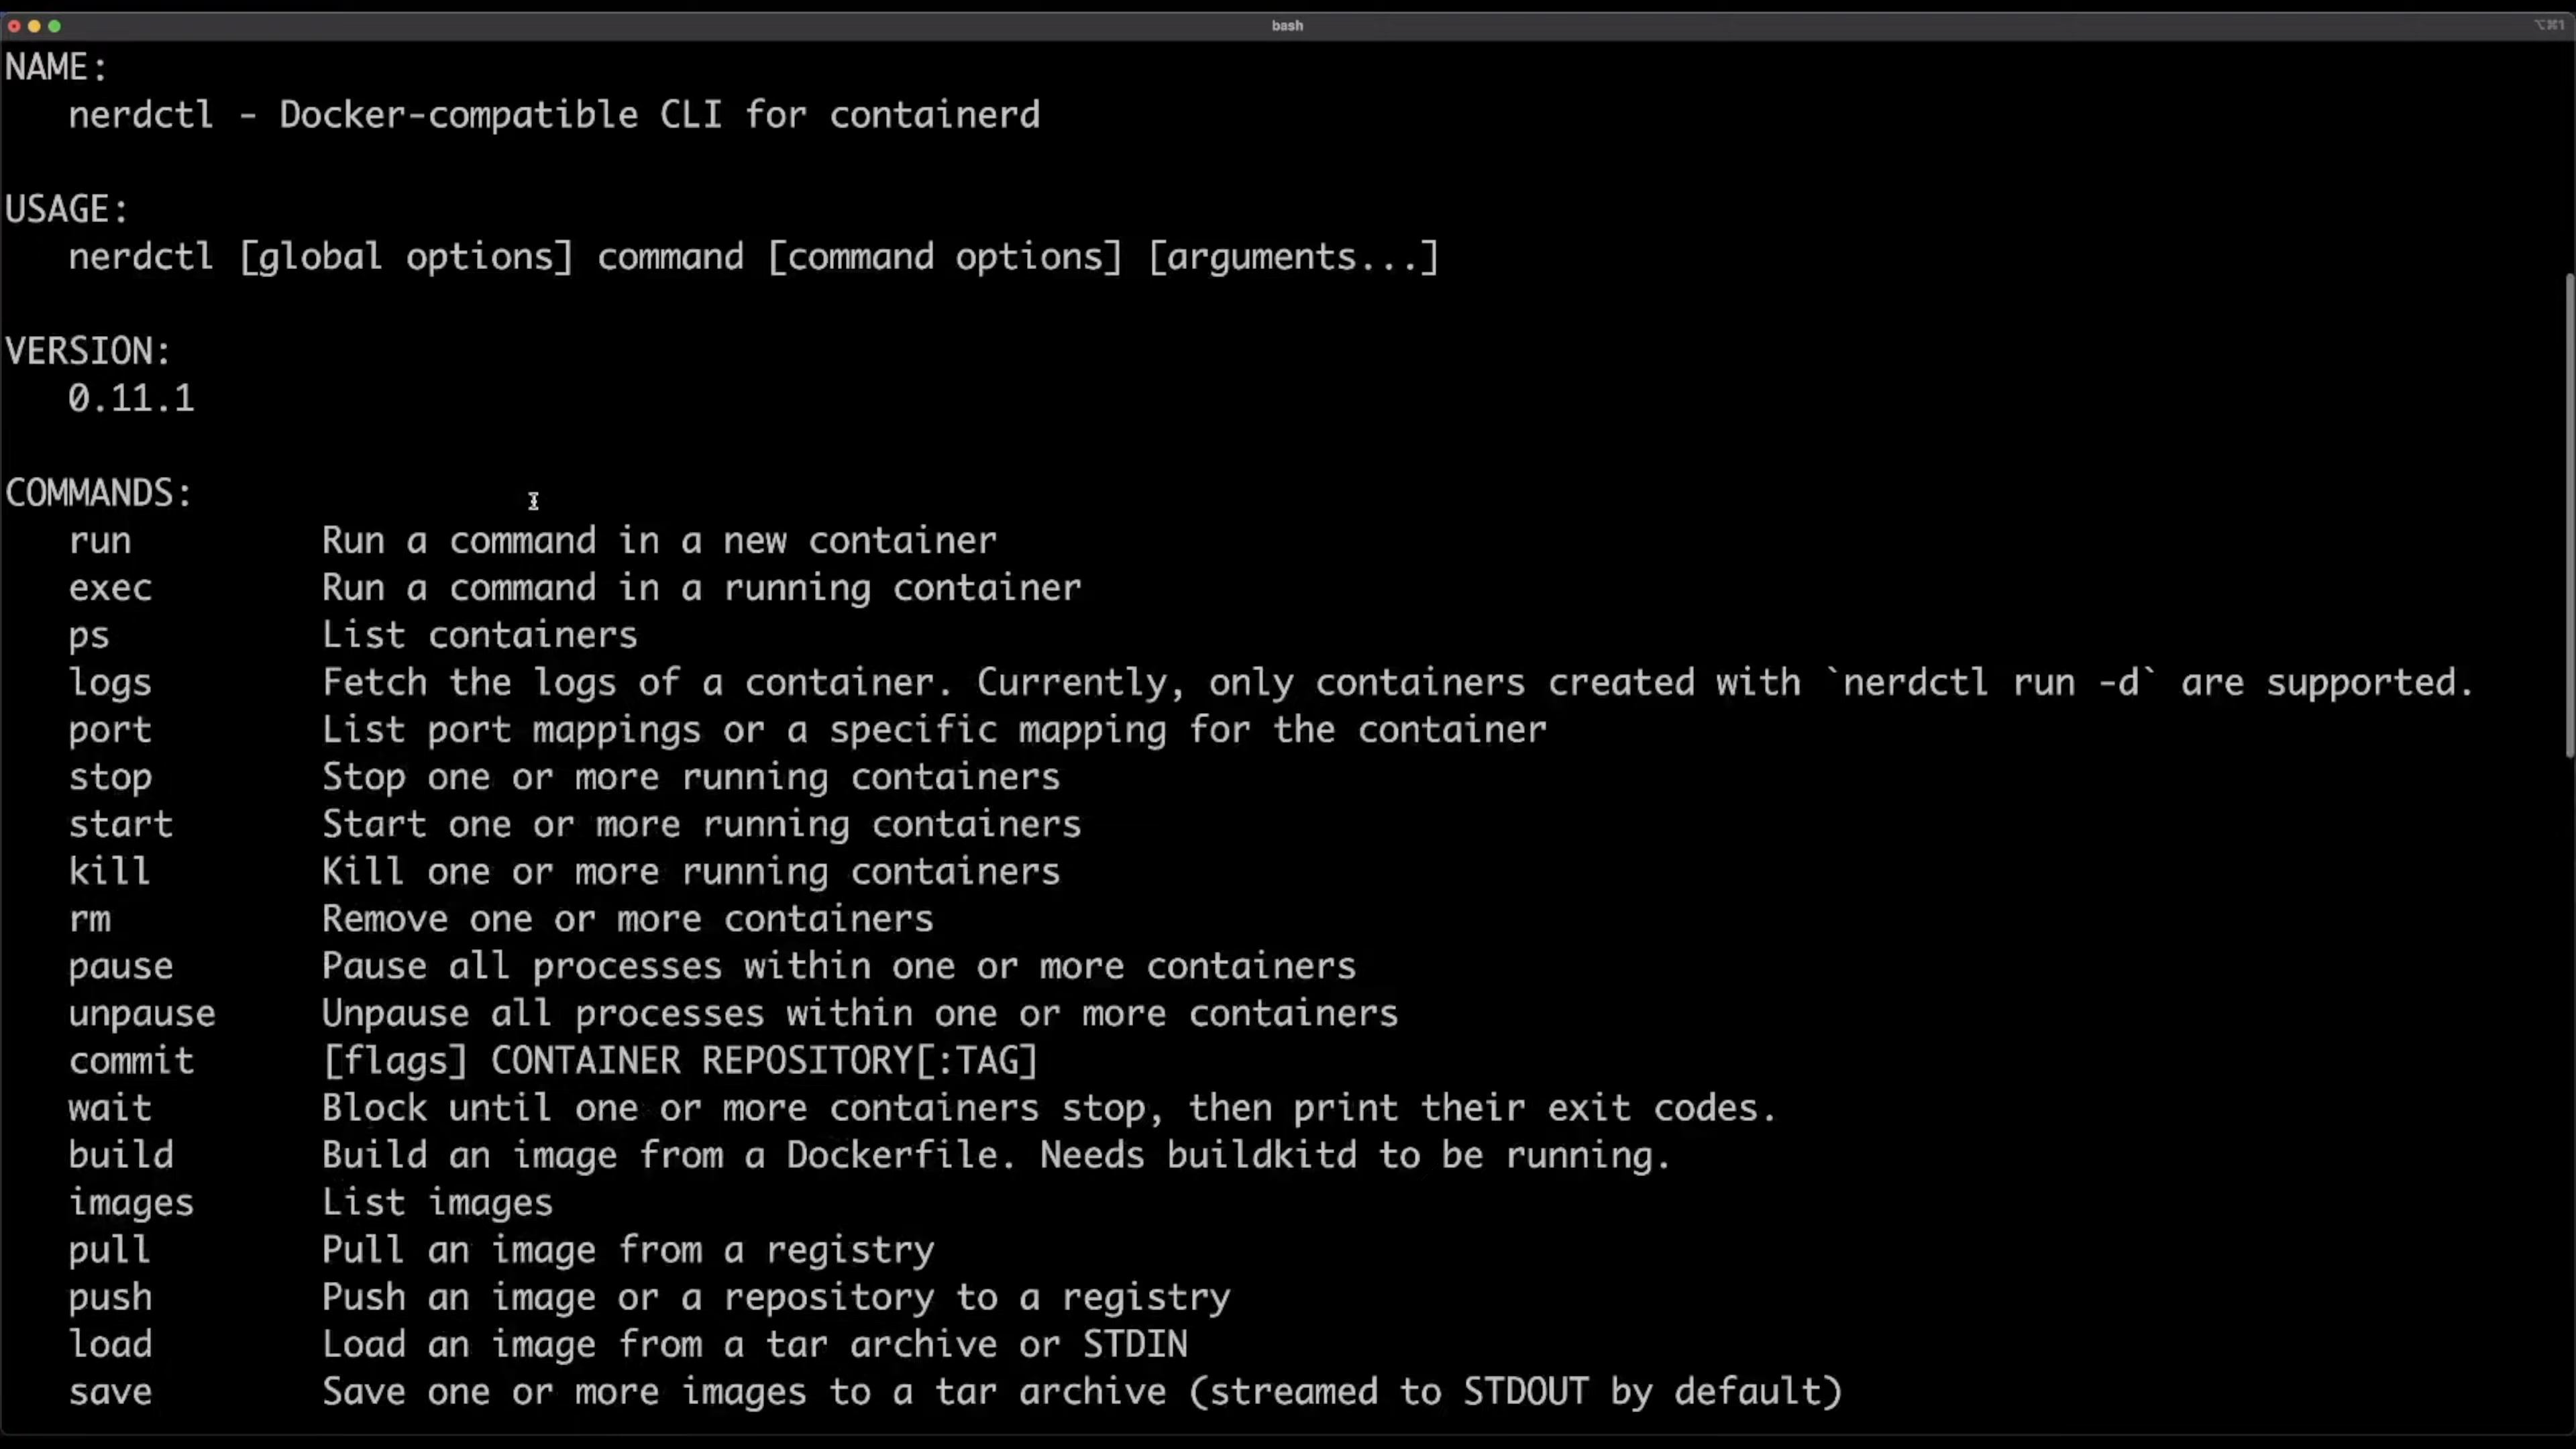 bash
⌥⌘1
NAME:
   nerdctl - Docker-compatible CLI for containerd
USAGE:
   nerdctl [global options] command [command options] [arguments...]
VERSION:
   0.11.1
COMMANDS:
   run         Run a command in a new container
   exec        Run a command in a running container
   ps          List containers
   logs        Fetch the logs of a container. Currently, only containers created with `nerdctl run -d` are supported.
   port        List port mappings or a specific mapping for the container
   stop        Stop one or more running containers
   start       Start one or more running containers
   kill        Kill one or more running containers
   rm          Remove one or more containers
   pause       Pause all processes within one or more containers
   unpause     Unpause all processes within one or more containers
   commit      [flags] CONTAINER REPOSITORY[:TAG]
   wait        Block until one or more containers stop, then print their exit codes.
   build       Build an image from a Dockerfile. Needs buildkitd to be running.
   images      List images
   pull        Pull an image from a registry
   push        Push an image or a repository to a registry
   load        Load an image from a tar archive or STDIN
   save        Save one or more images to a tar archive (streamed to STDOUT by default)